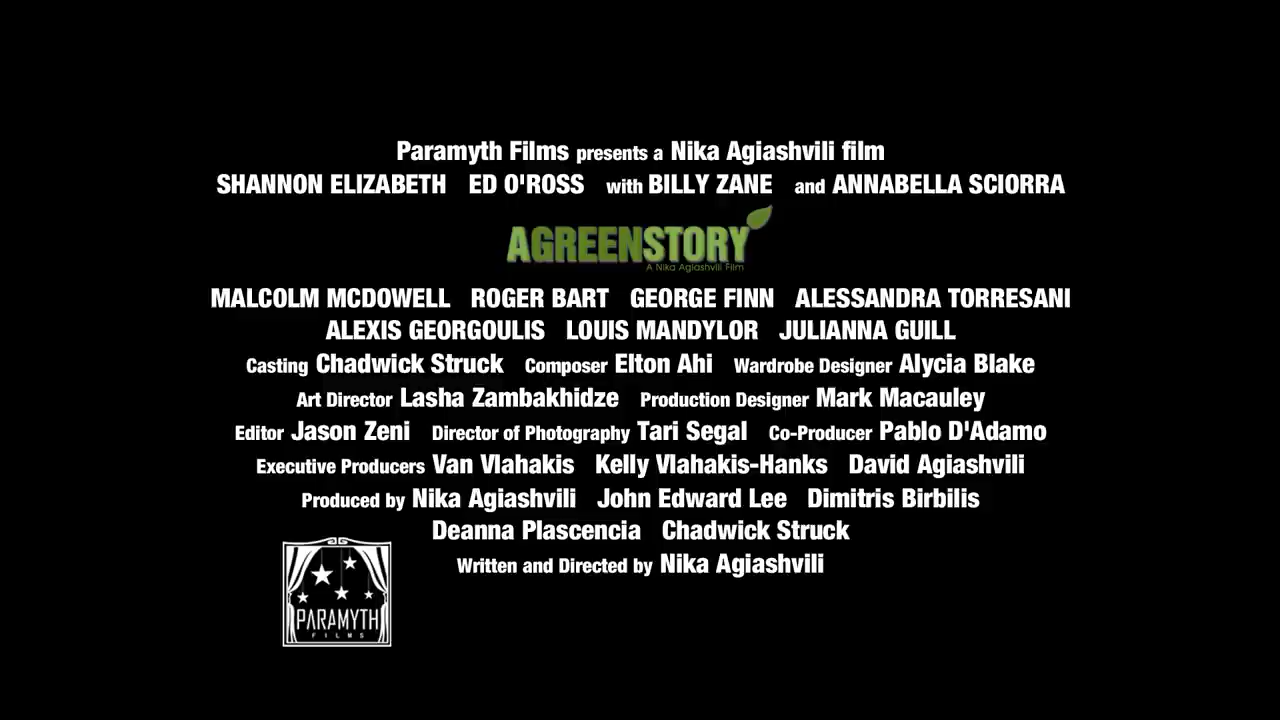 Paramyth Films presents a Nika Agiashvili film
SHANNON ELIZABETH ED O'ROSS with BILLY ZANE and ANNABELLA SCIORRA
AGREENSTORY
A Nika Agiashvili Film
MALCOLM MCDOWELL ROGER BART GEORGE FINN ALESSANDRA TORRESANI
ALEXIS GEORGOULIS LOUIS MANDYLOR JULIANNA GUILL
Casting Chadwick Struck Composer Elton Ahi Wardrobe Designer Alycia Blake
Art Director Lasha Zambakhidze Production Designer Mark Macauley
Editor Jason Zeni Director of Photography Tari Segal Co-Producer Pablo D'Adamo
Executive Producers Van Vlahakis Kelly Vlahakis-Hanks David Agiashvili
Produced by Nika Agiashvili John Edward Lee Dimitris Birbilis
Deanna Plascencia Chadwick Struck
Written and Directed by Nika Agiashvili
PARAMYTH
FILMS